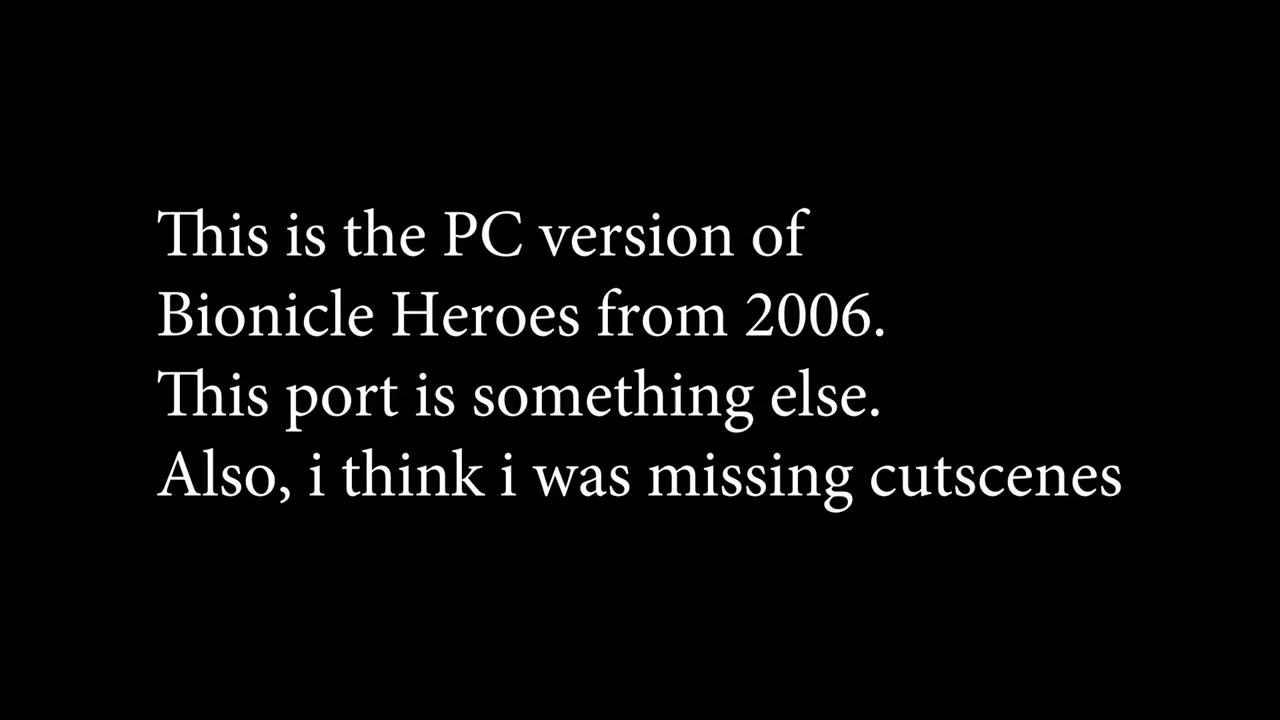 This is the PC version of
Bionicle Heroes from 2006.
This port is something else.
Also, i think i was missing cutscenes